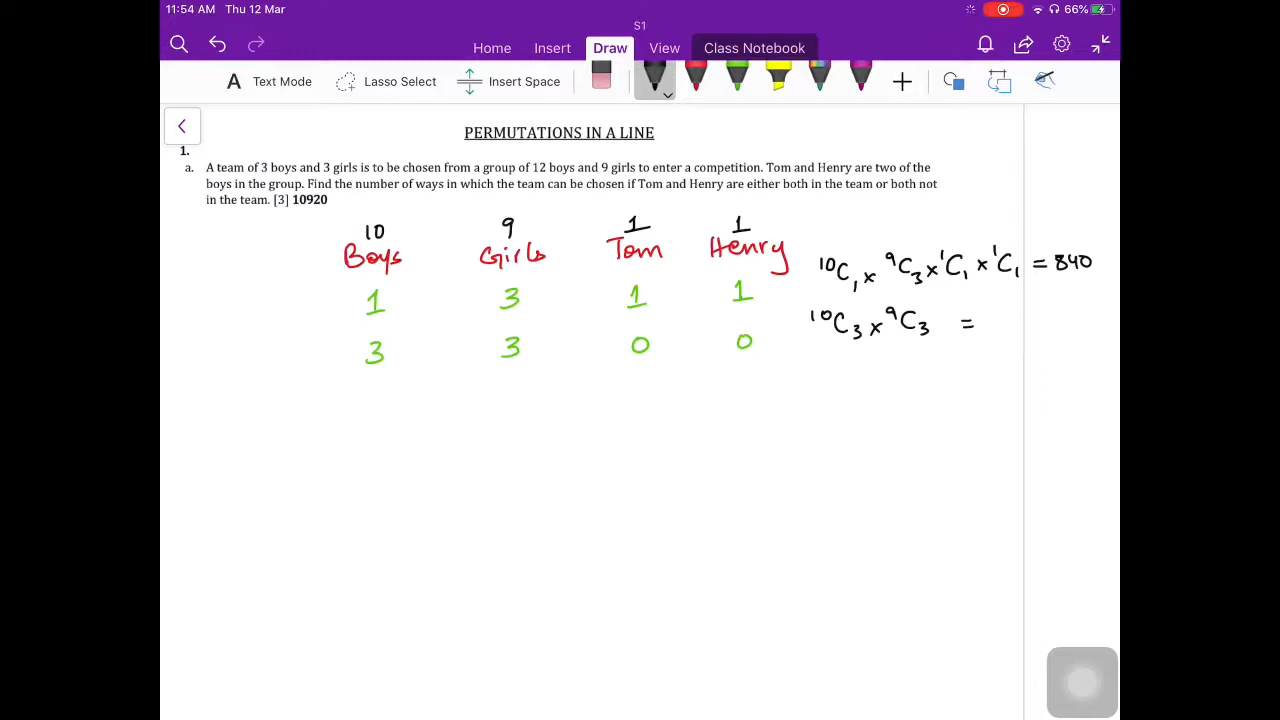 11:54 AM Thu 12 Mar
66%
S1
Home Insert Draw View Class Notebook
A Text Mode Lasso Select Insert Space
PERMUTATIONS IN A LINE
1.
a. A team of 3 boys and 3 girls is to be chosen from a group of 12 boys and 9 girls to enter a competition. Tom and Henry are two of the
boys in the group. Find the number of ways in which the team can be chosen if Tom and Henry are either both in the team or both not
in the team. [3] 10920
10 9 1 1
Boys Girls Tom Henry
¹⁰C₁ x ⁹C₃ x ¹C₁ x ¹C₁ = 840
1 3 1 1
¹⁰C₃ x ⁹C₃ =
3 3 0 0